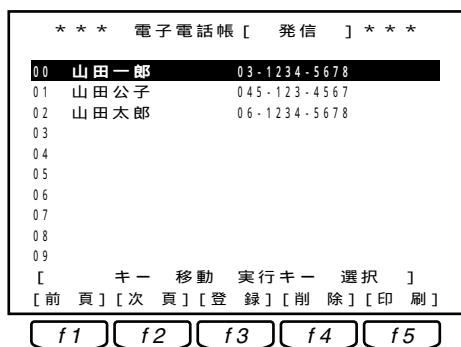 ＊＊＊ 電子電話帳[ 発信 ]＊＊＊
00 山田一郎 03-1234-5678
01 山田公子 045-123-4567
02 山田太郎 06-1234-5678
03
04
05
06
07
08
09
[ キー 移動 実行キー 選択 ]
[前 頁][次 頁][登 録][削 除][印 刷]
f1 f2 f3 f4 f5